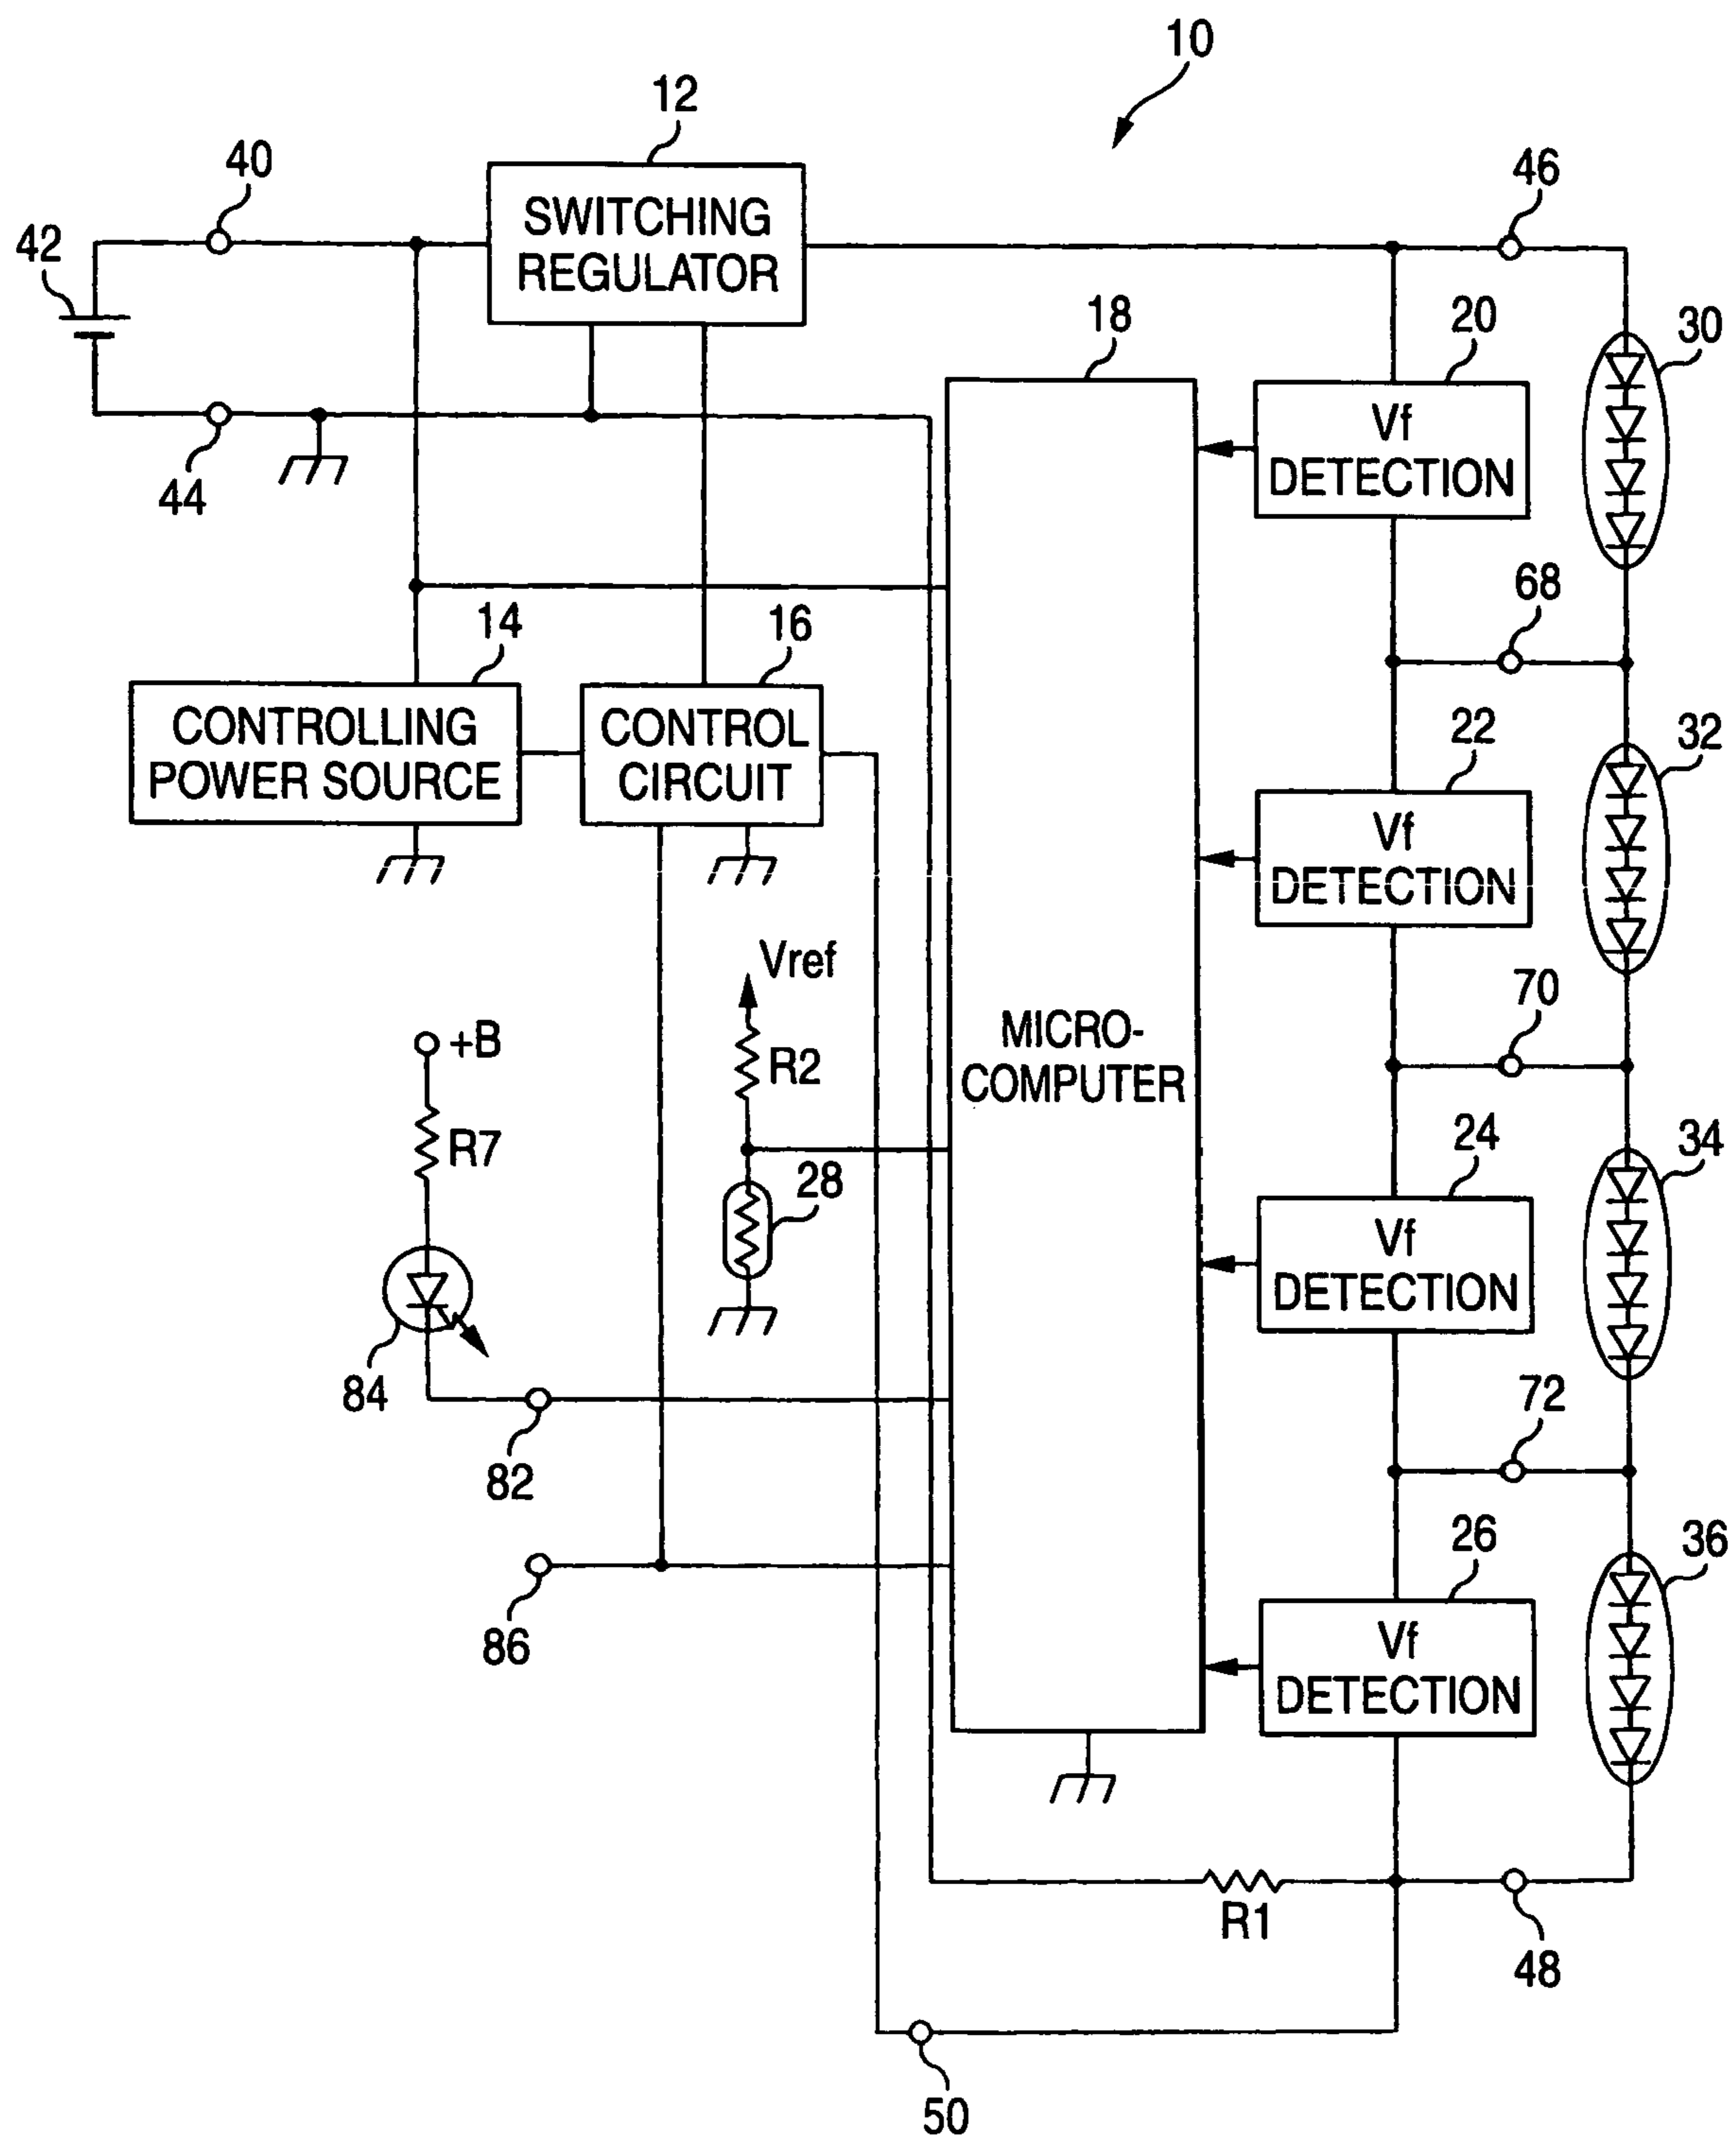 10
12
40
46
42
SWITCHING
REGULATOR
18
20
30
Vf
DETECTION
44
68
14
16
CONTROLLING
POWER SOURCE
CONTROL
CIRCUIT
22
32
Vf
DETECTION
Vref
70
+B
R2
MICRO-
COMPUTER
R7
28
24
34
Vf
DETECTION
84
82
72
26
36
86
Vf
DETECTION
R1
48
50